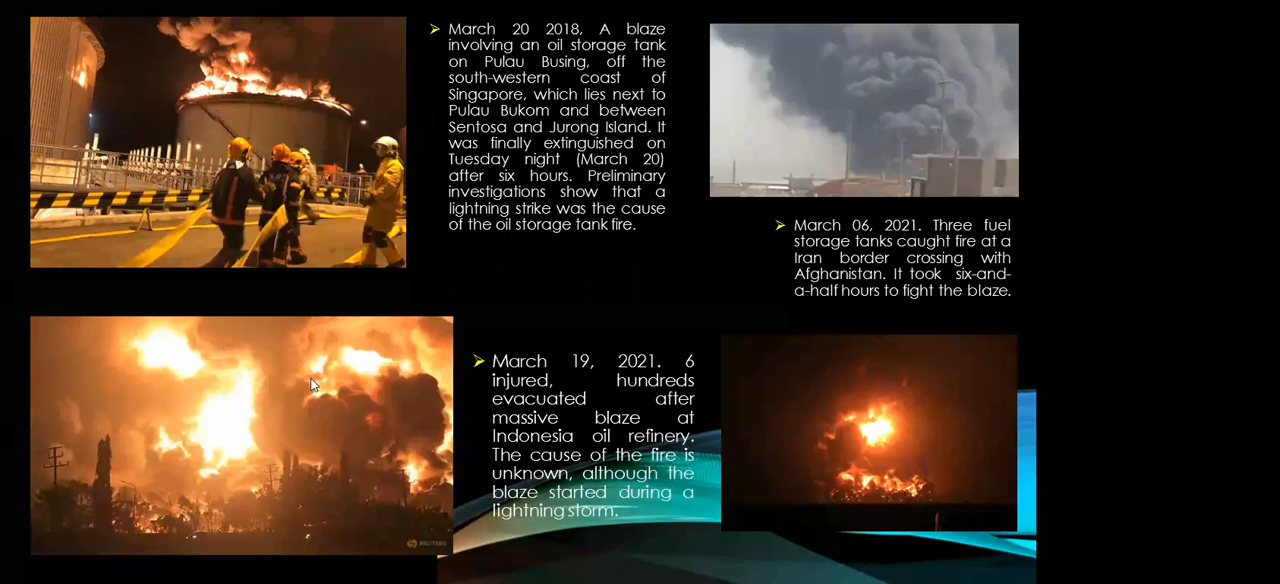 March 20 2018, A blaze
involving an oil storage tank
on Pulau Busing, off the
south-western coast of
Singapore, which lies next to
Pulau Bukom and between
Sentosa and Jurong Island. It
was finally extinguished on
Tuesday night (March 20)
after six hours. Preliminary
investigations show that a
lightning strike was the cause
of the oil storage tank fire.
March 06, 2021. Three fuel
storage tanks caught fire at a
Iran border crossing with
Afghanistan. It took six-and-
a-half hours to fight the blaze.
March 19, 2021. 6
injured, hundreds
evacuated after
massive blaze at
Indonesia oil refinery.
The cause of the fire is
unknown, although the
blaze started during a
lightning storm.
REUTERS